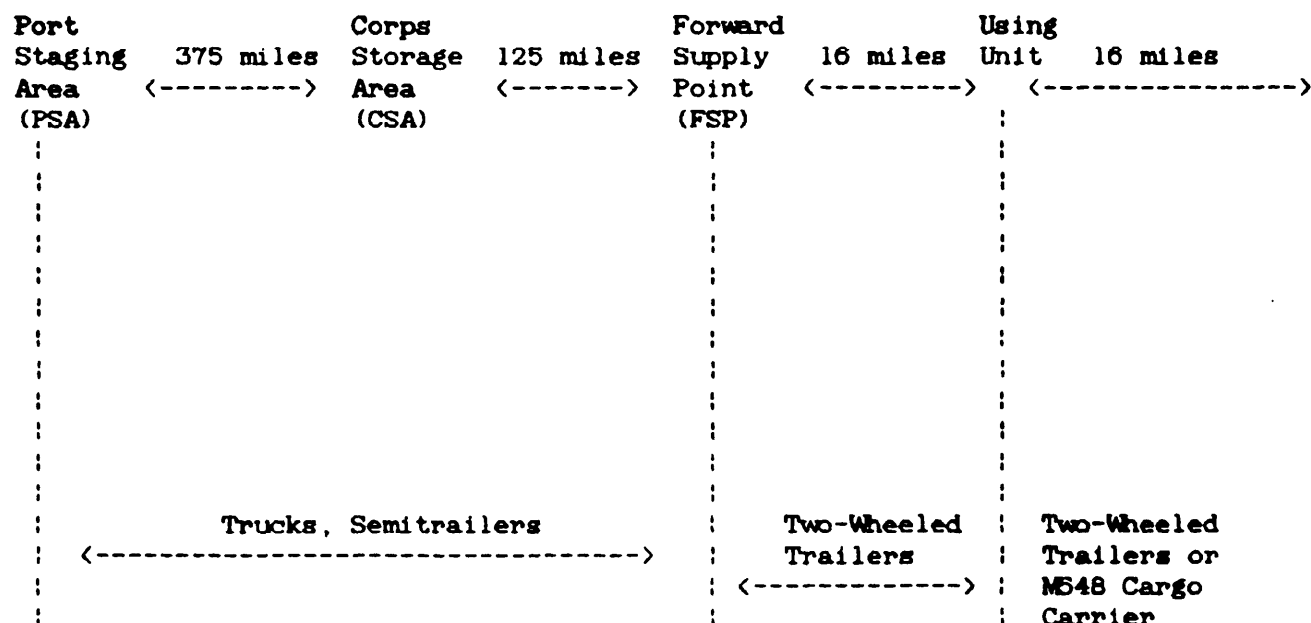 Port Corps Forward Using
Staging 375 miles Storage 125 miles Supply 16 miles Unit 16 miles
Area <---------> Area <-------> Point <---------> <---------------->
(PSA) (CSA) (FSP)
Trucks, Semitrailers Two-Wheeled Two-Wheeled
<----------------------------------> Trailers Trailers or
<-------------> M548 Cargo
Carrier